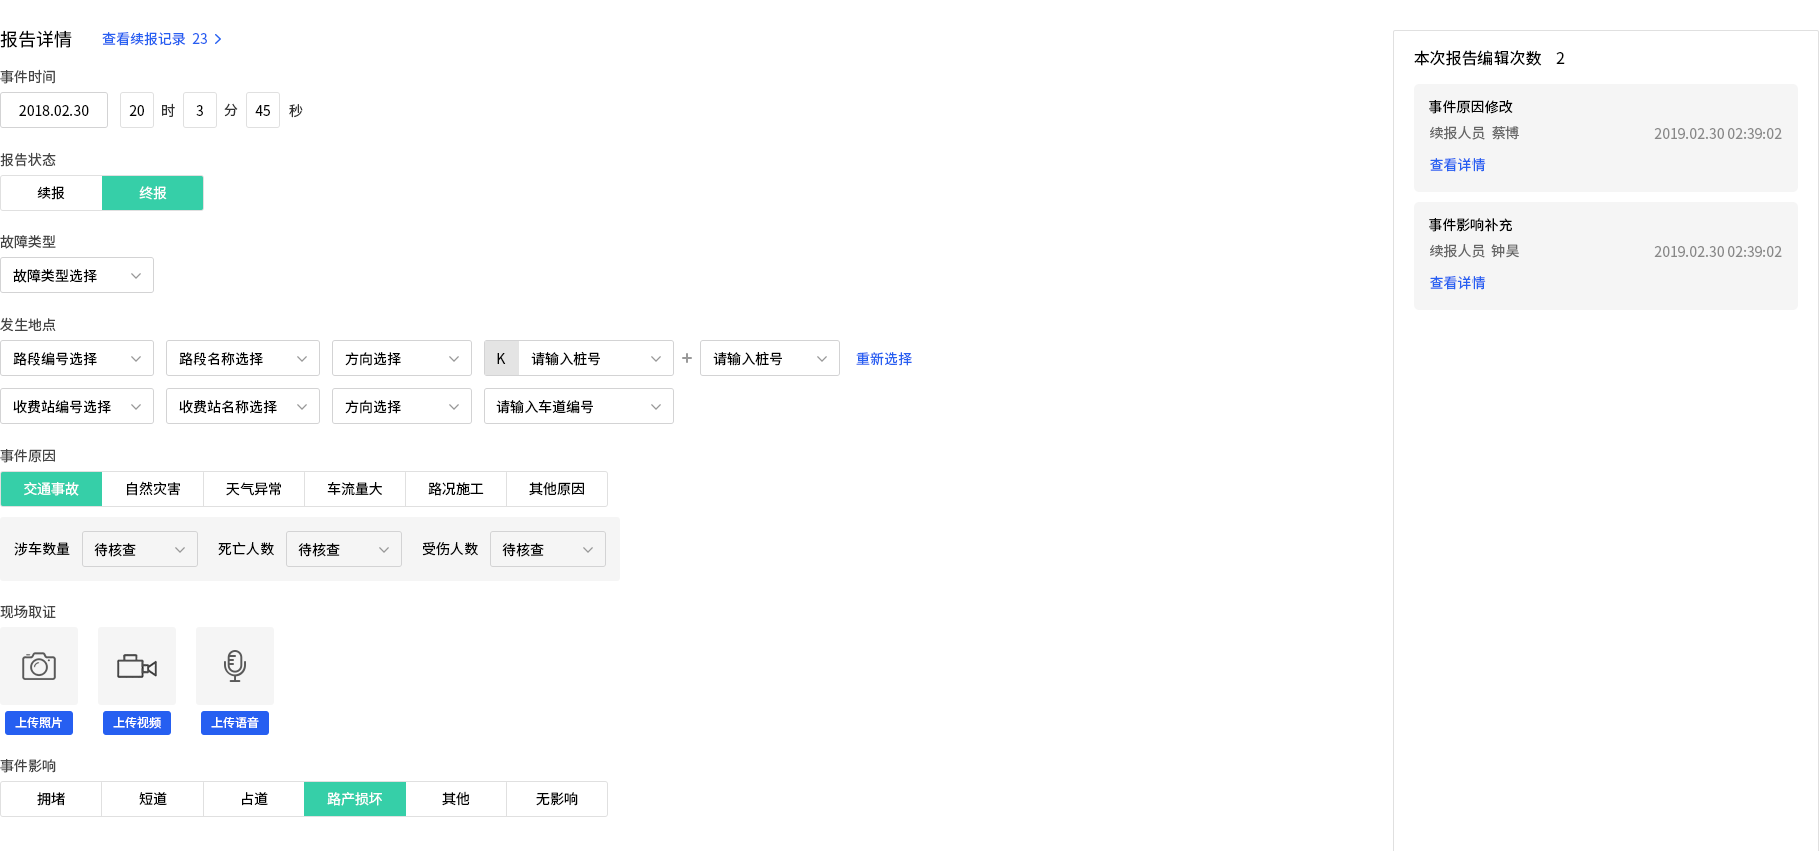 报告详情 查看续报记录 23
事件时间
2018.02.30 20 时 3 分 45 秒
报告状态
续报 终报
故障类型
故障类型选择
发生地点
路段编号选择 路段名称选择 方向选择 K 请输入桩号 + 请输入桩号 重新选择
收费站编号选择 收费站名称选择 方向选择 请输入车道编号
事件原因
交通事故 自然灾害 天气异常 车流量大 路况施工 其他原因
涉车数量 待核查 死亡人数 待核查 受伤人数 待核查
现场取证
上传照片 上传视频 上传语音
事件影响
拥堵 短道 占道 路产损坏 其他 无影响
本次报告编辑次数 2
事件原因修改
续报人员 蔡博 2019.02.30 02:39:02
查看详情
事件影响补充
续报人员 钟昊 2019.02.30 02:39:02
查看详情